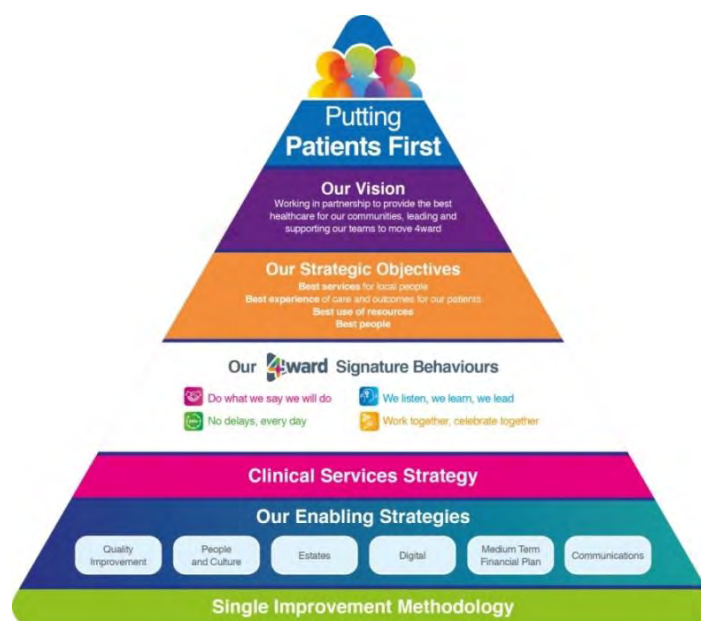 Putting
Patients First
Our Vision
Working in partnership to provide the best
healthcare for our communities, leading and
supporting our teams to move 4ward
Our Strategic Objectives
Best services for local people
Best experience of care and outcomes for our patients
Best use of resources
Best people
Our 4ward Signature Behaviours
Do what we say we will do
We listen, we learn, we lead
No delays, every day
Work together, celebrate together
Clinical Services Strategy
Our Enabling Strategies
Quality
Improvement
People
and Culture
Estates
Digital
Medium Term
Financial Plan
Communications
Single Improvement Methodology